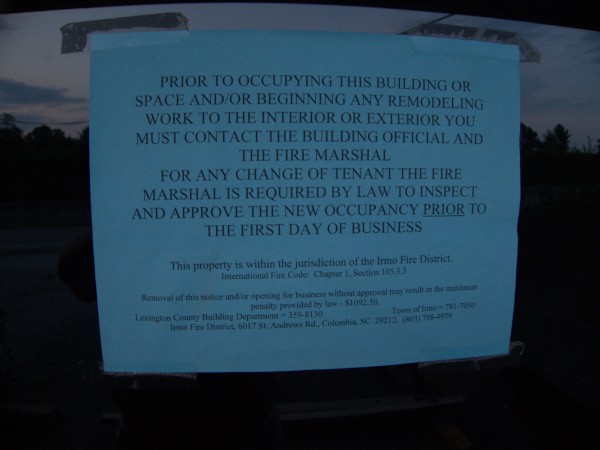 PRIOR TO OCCUPYING THIS BUILDING OR
SPACE AND/OR BEGINNING ANY REMODELING
WORK TO THE INTERIOR OR EXTERIOR YOU
MUST CONTACT THE BUILDING OFFICIAL AND
THE FIRE MARSHAL
FOR ANY CHANGE OF TENANT THE FIRE
MARSHAL IS REQUIRED BY LAW TO INSPECT
AND APPROVE THE NEW OCCUPANCY PRIOR TO
THE FIRST DAY OF BUSINESS
This property is within the jurisdiction of the Irmo Fire District.
International Fire Code: Chapter 1, Section 105.3.3
Removal of this notice and/or opening for business without approval may result in the maximum
penalty provided by law - $1092.50.
Lexington County Building Department = 359-8130 Town of Irmo = 781-7050
Irmo Fire District, 6017 St. Andrews Rd., Columbia, SC 29212. (803) 798-4979